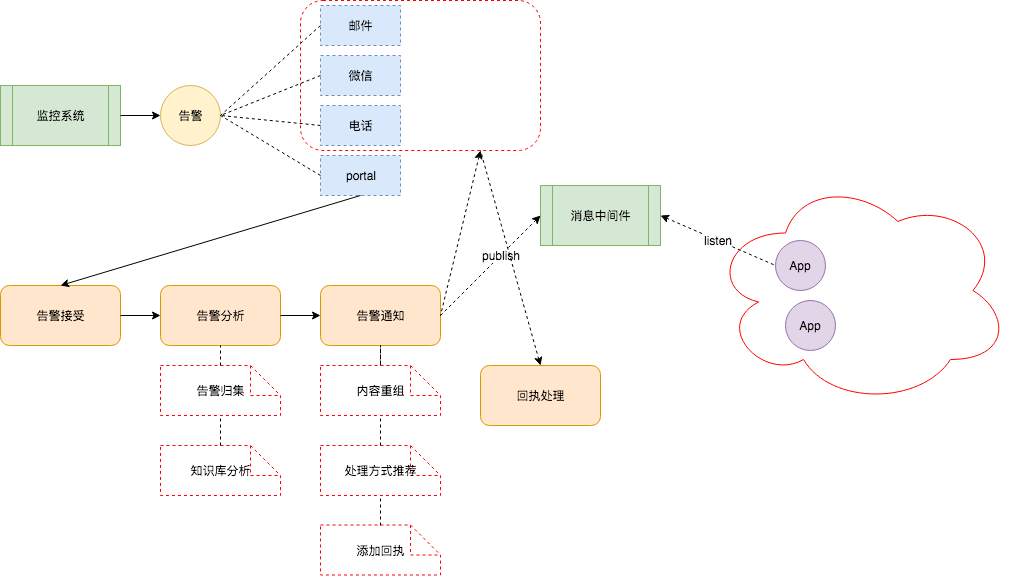 邮件
微信
监控系统
告警
电话
portal
消息中间件
listen
publish
App
告警接受
告警分析
告警通知
App
告警归集
内容重组
回执处理
知识库分析
处理方式推荐
添加回执